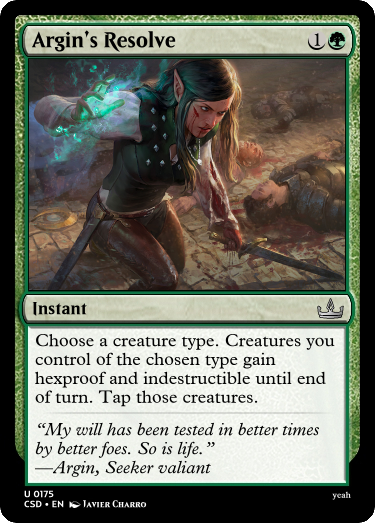 Argin's Resolve 1
Instant
Choose a creature type. Creatures you
control of the chosen type gain
hexproof and indestructible until end
of turn. Tap those creatures.
“My will has been tested in better times
by better foes. So is life.”
—Argin, Seeker valiant
U 0175 yeah
CSD • EN Javier Charro